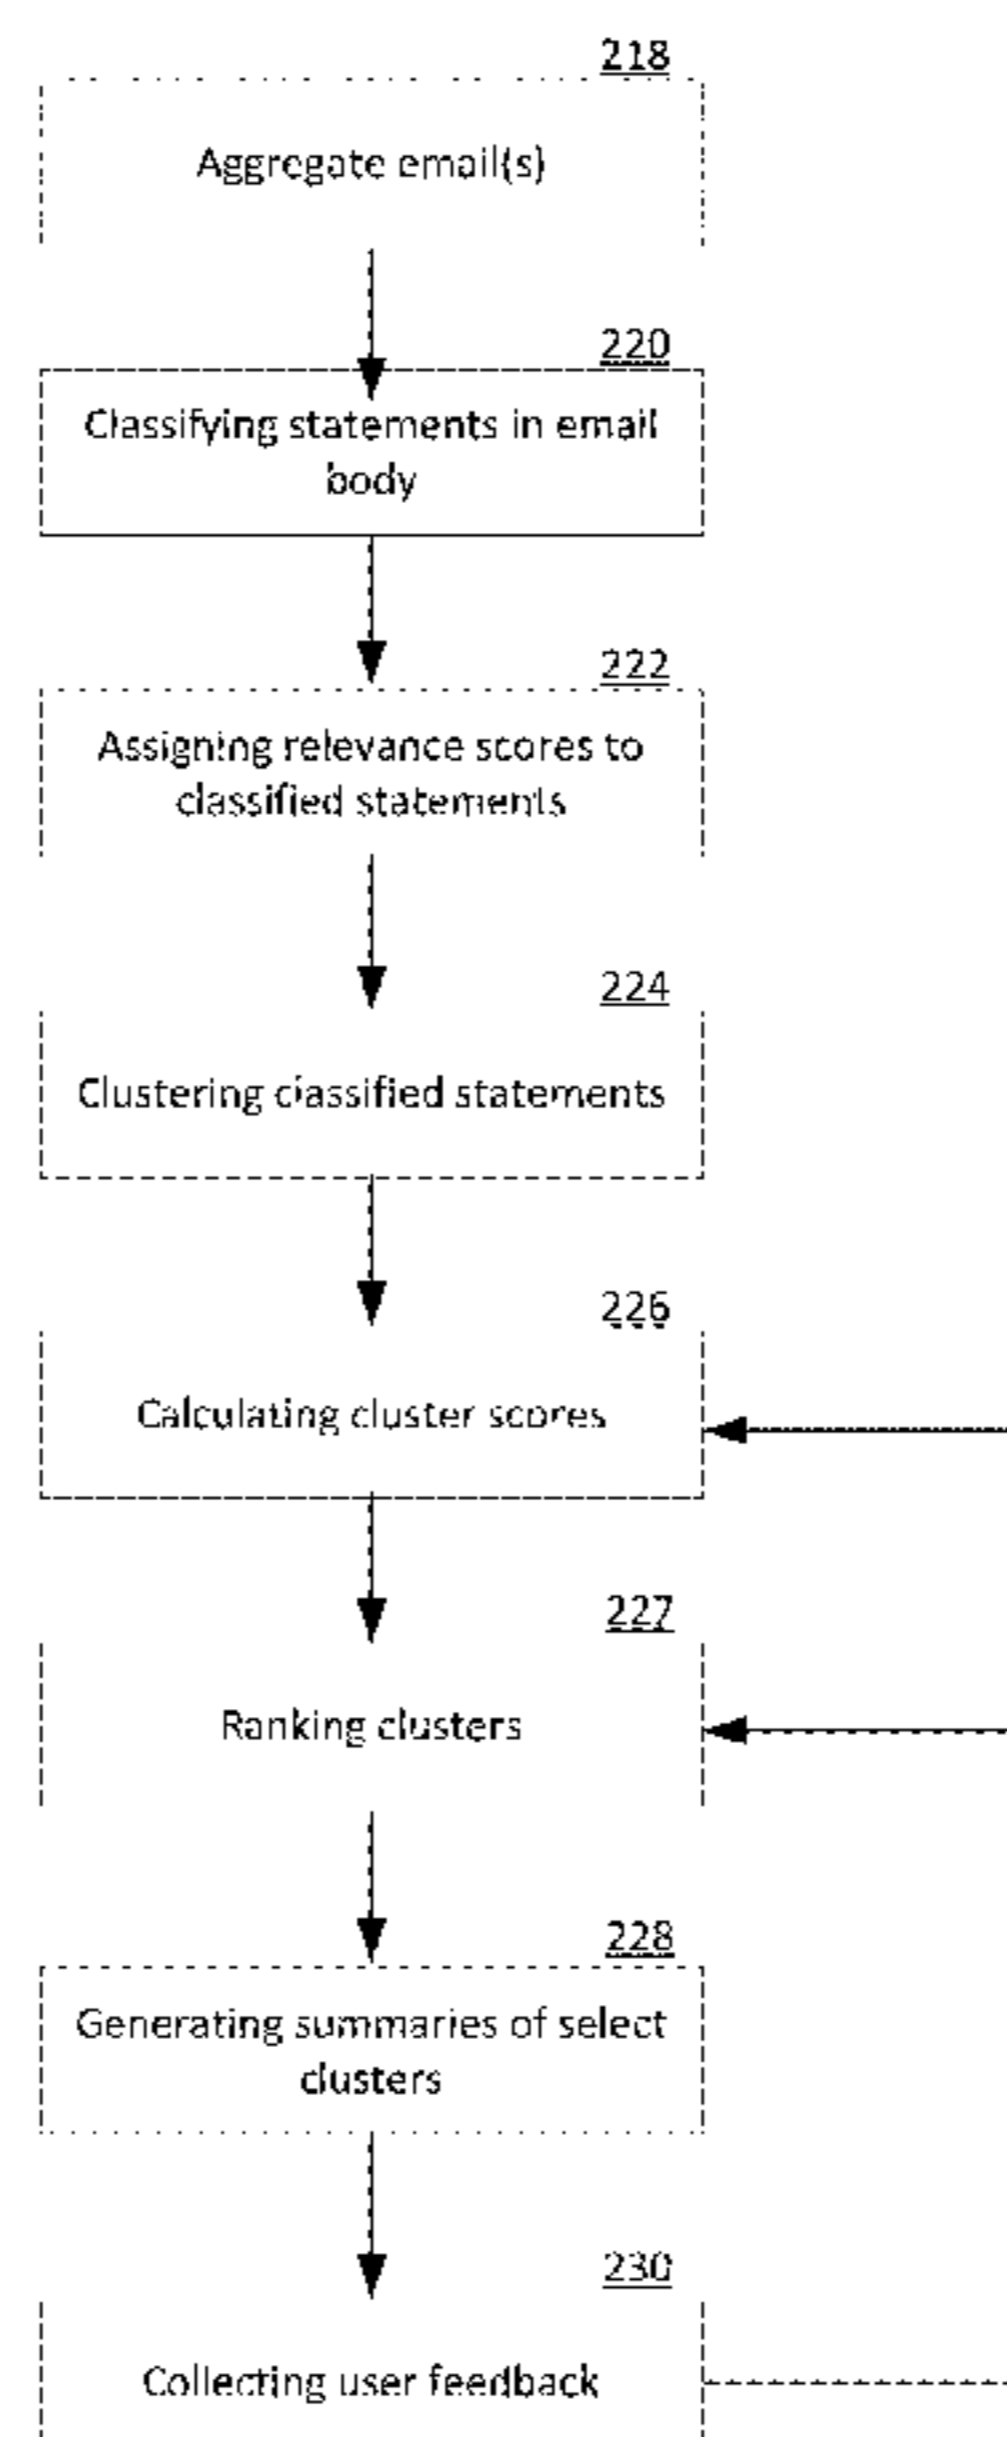 218
Aggregate email(s)
220
Classifying statements in email
body
222
Assigning relevance scores to
classified statements
224
Clustering classified statements
226
Calculating cluster scores
227
Ranking clusters
228
Generating summaries of select
clusters
230
Collecting user feedback